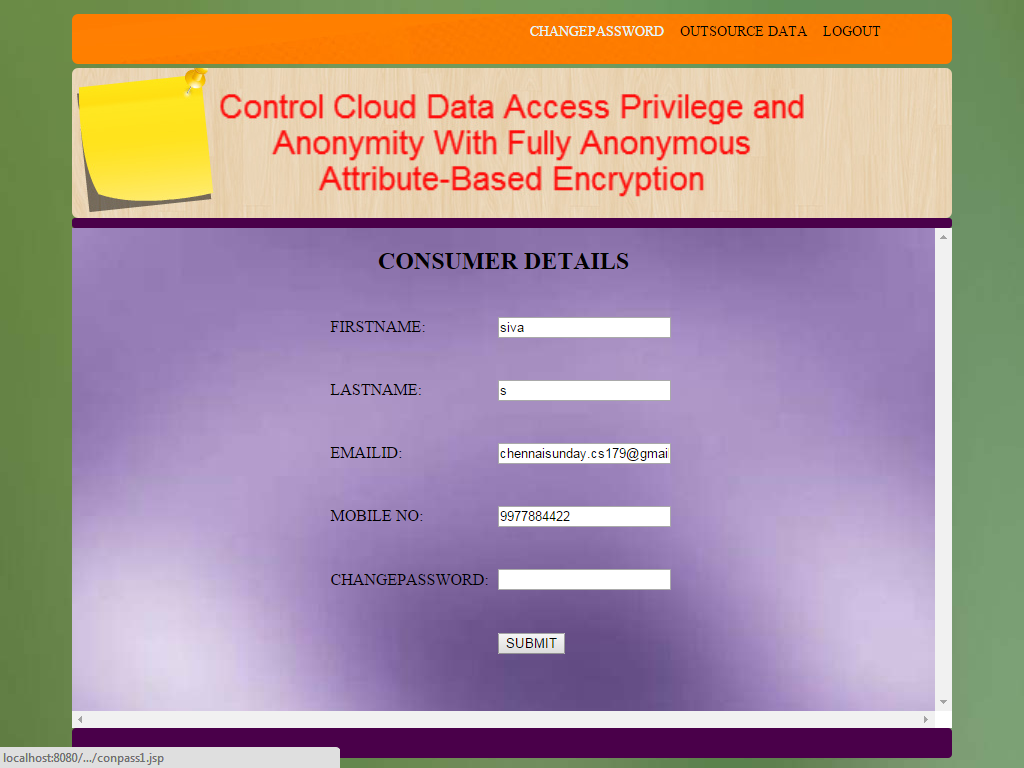 CHANGEPASSWORD OUTSOURCE DATA LOGOUT
Control Cloud Data Access Privilege and
Anonymity With Fully Anonymous
Attribute-Based Encryption
CONSUMER DETAILS
FIRSTNAME: siva
LASTNAME: s
EMAILID: chennaisunday.cs179@gmai
MOBILE NO: 9977884422
CHANGEPASSWORD:
SUBMIT
localhost:8080/.../conpass1.jsp